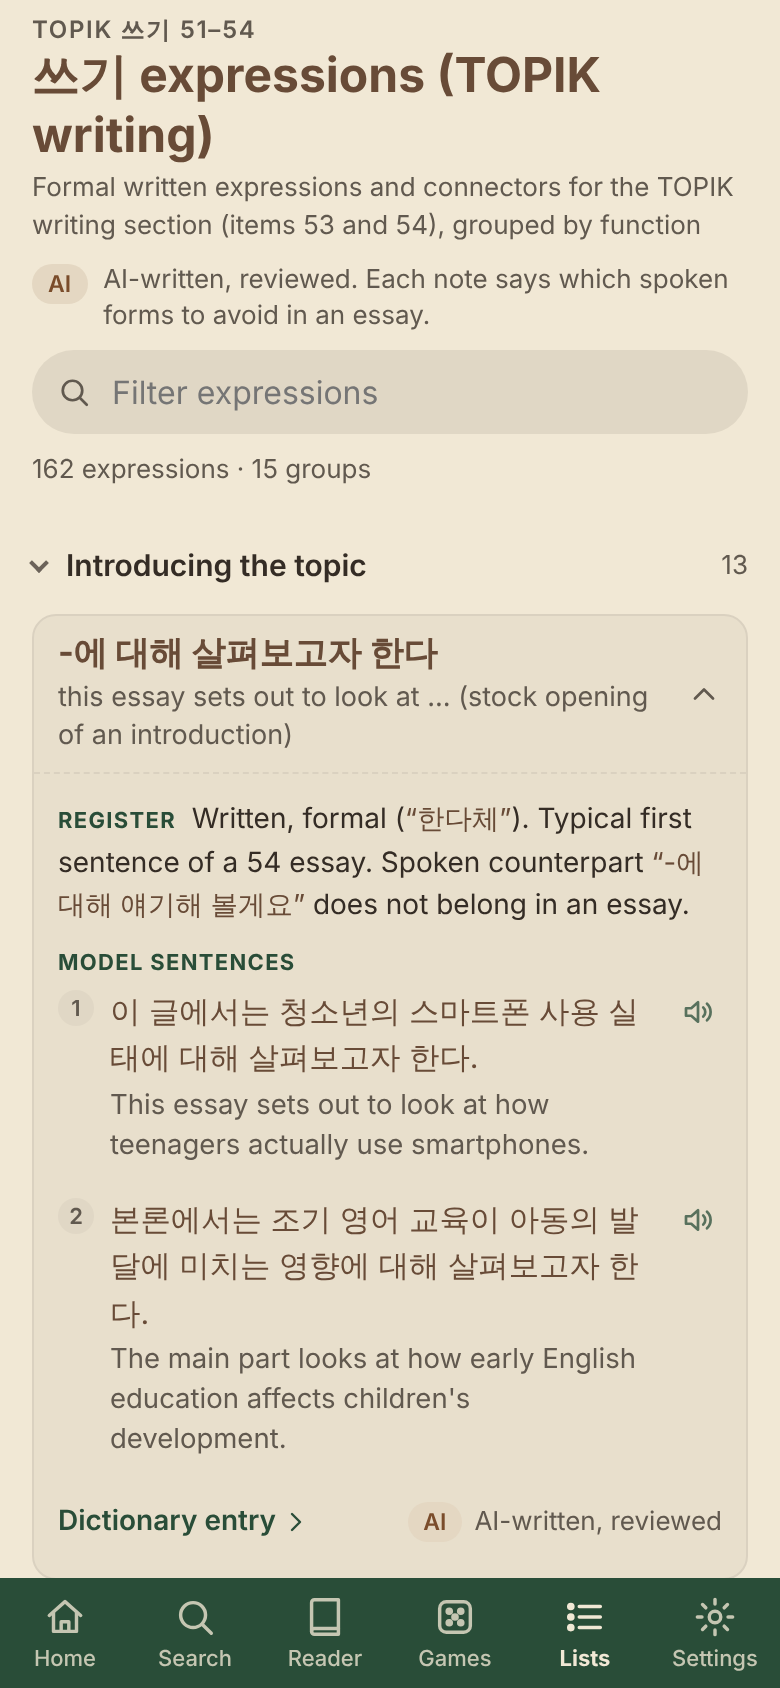 TOPIK 쓰기 51–54
쓰기 expressions (TOPIK
writing)
Formal written expressions and connectors for the TOPIK
writing section (items 53 and 54), grouped by function
AI AI-written, reviewed. Each note says which spoken
forms to avoid in an essay.
Filter expressions
162 expressions · 15 groups
Introducing the topic 13
-에 대해 살펴보고자 한다
this essay sets out to look at ... (stock opening
of an introduction)
REGISTER Written, formal (“한다체”). Typical first
sentence of a 54 essay. Spoken counterpart “-에
대해 얘기해 볼게요” does not belong in an essay.
MODEL SENTENCES
1 이 글에서는 청소년의 스마트폰 사용 실
태에 대해 살펴보고자 한다.
This essay sets out to look at how
teenagers actually use smartphones.
2 본론에서는 조기 영어 교육이 아동의 발
달에 미치는 영향에 대해 살펴보고자 한
다.
The main part looks at how early English
education affects children's
development.
Dictionary entry AI AI-written, reviewed
Home Search Reader Games Lists Settings